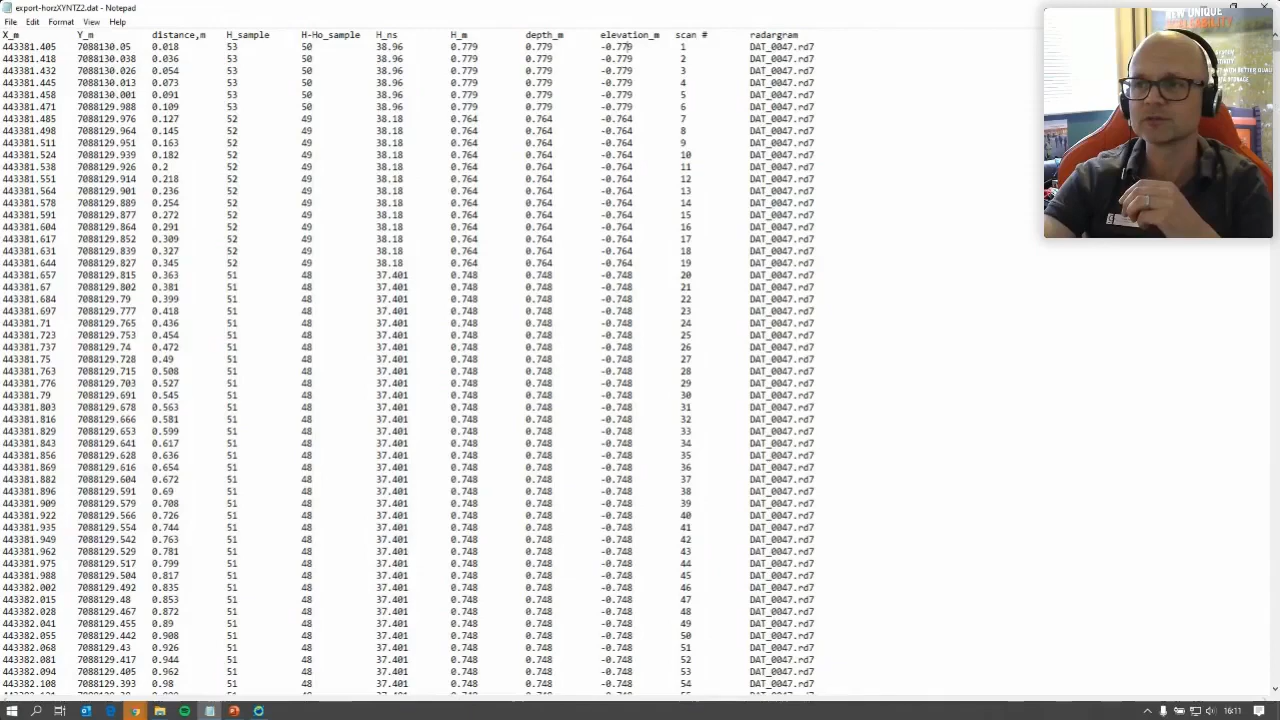 export-horzXYNTZ2.dat - Notepad
File Edit Format View Help
X_m Y_m distance,m H_sample H-Ho_sample H_ns H_m depth_m elevation_m scan # radargram
443381.405 7088130.05 0.018 53 50 38.96 0.779 0.779 -0.779 1 DAT_0047.rd7
443381.418 7088130.038 0.036 53 50 38.96 0.779 0.779 -0.779 2 DAT_0047.rd7
443381.432 7088130.026 0.054 53 50 38.96 0.779 0.779 -0.779 3 DAT_0047.rd7
443381.445 7088130.013 0.073 53 50 38.96 0.779 0.779 -0.779 4 DAT_0047.rd7
443381.458 7088130.001 0.091 53 50 38.96 0.779 0.779 -0.779 5 DAT_0047.rd7
443381.471 7088129.988 0.109 53 50 38.96 0.779 0.779 -0.779 6 DAT_0047.rd7
443381.485 7088129.976 0.127 52 49 38.18 0.764 0.764 -0.764 7 DAT_0047.rd7
443381.498 7088129.964 0.145 52 49 38.18 0.764 0.764 -0.764 8 DAT_0047.rd7
443381.511 7088129.951 0.163 52 49 38.18 0.764 0.764 -0.764 9 DAT_0047.rd7
443381.524 7088129.939 0.182 52 49 38.18 0.764 0.764 -0.764 10 DAT_0047.rd7
443381.538 7088129.926 0.2 52 49 38.18 0.764 0.764 -0.764 11 DAT_0047.rd7
443381.551 7088129.914 0.218 52 49 38.18 0.764 0.764 -0.764 12 DAT_0047.rd7
443381.564 7088129.901 0.236 52 49 38.18 0.764 0.764 -0.764 13 DAT_0047.rd7
443381.578 7088129.889 0.254 52 49 38.18 0.764 0.764 -0.764 14 DAT_0047.rd7
443381.591 7088129.877 0.272 52 49 38.18 0.764 0.764 -0.764 15 DAT_0047.rd7
443381.604 7088129.864 0.291 52 49 38.18 0.764 0.764 -0.764 16 DAT_0047.rd7
443381.617 7088129.852 0.309 52 49 38.18 0.764 0.764 -0.764 17 DAT_0047.rd7
443381.631 7088129.839 0.327 52 49 38.18 0.764 0.764 -0.764 18 DAT_0047.rd7
443381.644 7088129.827 0.345 52 49 38.18 0.764 0.764 -0.764 19 DAT_0047.rd7
443381.657 7088129.815 0.363 51 48 37.401 0.748 0.748 -0.748 20 DAT_0047.rd7
443381.67 7088129.802 0.381 51 48 37.401 0.748 0.748 -0.748 21 DAT_0047.rd7
443381.684 7088129.79 0.399 51 48 37.401 0.748 0.748 -0.748 22 DAT_0047.rd7
443381.697 7088129.777 0.418 51 48 37.401 0.748 0.748 -0.748 23 DAT_0047.rd7
443381.71 7088129.765 0.436 51 48 37.401 0.748 0.748 -0.748 24 DAT_0047.rd7
443381.723 7088129.753 0.454 51 48 37.401 0.748 0.748 -0.748 25 DAT_0047.rd7
443381.737 7088129.74 0.472 51 48 37.401 0.748 0.748 -0.748 26 DAT_0047.rd7
443381.75 7088129.728 0.49 51 48 37.401 0.748 0.748 -0.748 27 DAT_0047.rd7
443381.763 7088129.715 0.508 51 48 37.401 0.748 0.748 -0.748 28 DAT_0047.rd7
443381.776 7088129.703 0.527 51 48 37.401 0.748 0.748 -0.748 29 DAT_0047.rd7
443381.79 7088129.691 0.545 51 48 37.401 0.748 0.748 -0.748 30 DAT_0047.rd7
443381.803 7088129.678 0.563 51 48 37.401 0.748 0.748 -0.748 31 DAT_0047.rd7
443381.816 7088129.666 0.581 51 48 37.401 0.748 0.748 -0.748 32 DAT_0047.rd7
443381.829 7088129.653 0.599 51 48 37.401 0.748 0.748 -0.748 33 DAT_0047.rd7
443381.843 7088129.641 0.617 51 48 37.401 0.748 0.748 -0.748 34 DAT_0047.rd7
443381.856 7088129.628 0.636 51 48 37.401 0.748 0.748 -0.748 35 DAT_0047.rd7
443381.869 7088129.616 0.654 51 48 37.401 0.748 0.748 -0.748 36 DAT_0047.rd7
443381.882 7088129.604 0.672 51 48 37.401 0.748 0.748 -0.748 37 DAT_0047.rd7
443381.896 7088129.591 0.69 51 48 37.401 0.748 0.748 -0.748 38 DAT_0047.rd7
443381.909 7088129.579 0.708 51 48 37.401 0.748 0.748 -0.748 39 DAT_0047.rd7
443381.922 7088129.566 0.726 51 48 37.401 0.748 0.748 -0.748 40 DAT_0047.rd7
443381.935 7088129.554 0.744 51 48 37.401 0.748 0.748 -0.748 41 DAT_0047.rd7
443381.949 7088129.542 0.763 51 48 37.401 0.748 0.748 -0.748 42 DAT_0047.rd7
443381.962 7088129.529 0.781 51 48 37.401 0.748 0.748 -0.748 43 DAT_0047.rd7
443381.975 7088129.517 0.799 51 48 37.401 0.748 0.748 -0.748 44 DAT_0047.rd7
443381.988 7088129.504 0.817 51 48 37.401 0.748 0.748 -0.748 45 DAT_0047.rd7
443382.002 7088129.492 0.835 51 48 37.401 0.748 0.748 -0.748 46 DAT_0047.rd7
443382.015 7088129.48 0.853 51 48 37.401 0.748 0.748 -0.748 47 DAT_0047.rd7
443382.028 7088129.467 0.872 51 48 37.401 0.748 0.748 -0.748 48 DAT_0047.rd7
443382.041 7088129.455 0.89 51 48 37.401 0.748 0.748 -0.748 49 DAT_0047.rd7
443382.055 7088129.442 0.908 51 48 37.401 0.748 0.748 -0.748 50 DAT_0047.rd7
443382.068 7088129.43 0.926 51 48 37.401 0.748 0.748 -0.748 51 DAT_0047.rd7
443382.081 7088129.417 0.944 51 48 37.401 0.748 0.748 -0.748 52 DAT_0047.rd7
443382.094 7088129.405 0.962 51 48 37.401 0.748 0.748 -0.748 53 DAT_0047.rd7
443382.108 7088129.393 0.98 51 48 37.401 0.748 0.748 -0.748 54 DAT_0047.rd7
UNIQUE
16:11